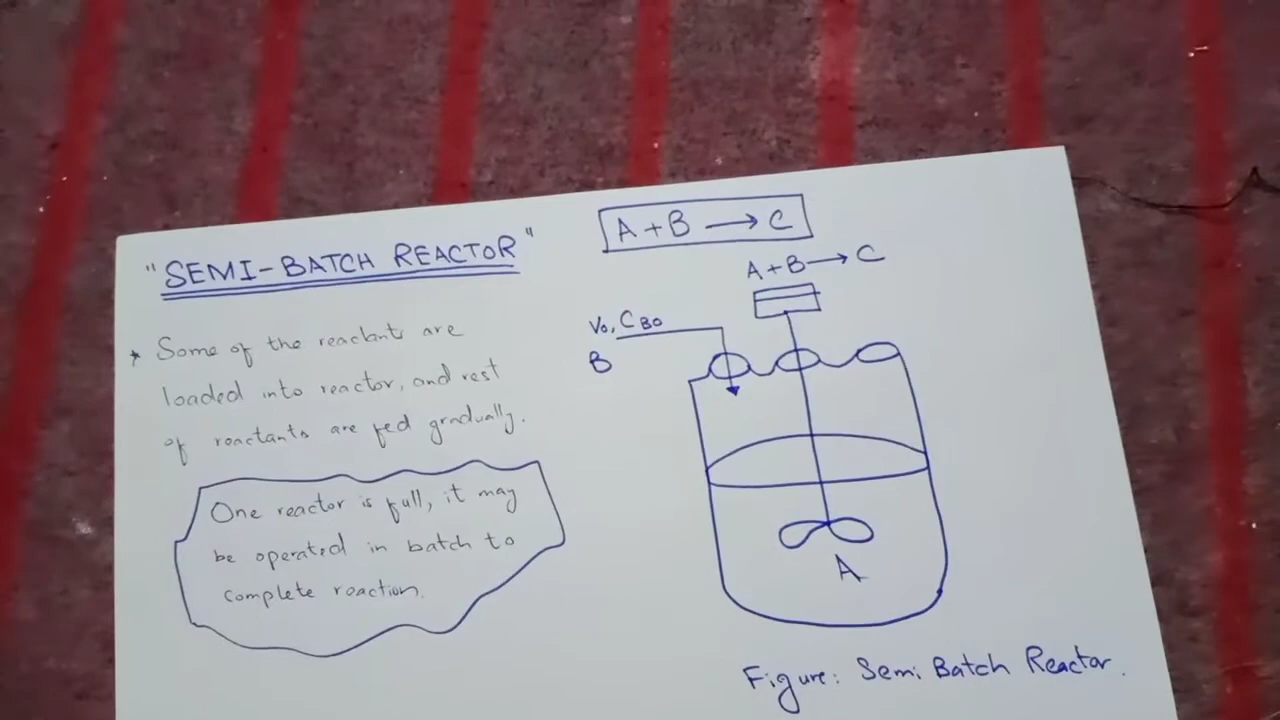 "SEMI-BATCH REACTOR"
* Some of the reactants are
loaded into reactor, and rest
of reactants are fed gradually.
One reactor is full, it may
be operated in batch to
complete reaction.
A+B → C
A+B → C
Vo, CBO
B
A
Figure: Semi Batch Reactor.